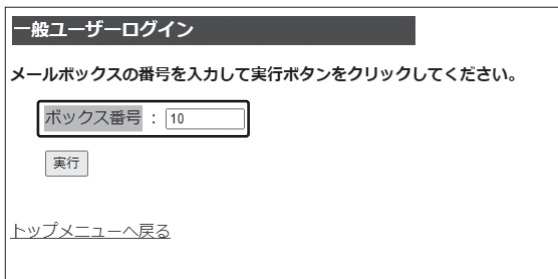 一般ユーザーログイン
メールボックスの番号を入力して実行ボタンをクリックしてください。
ボックス番号 : 10
実行
トップメニューへ戻る